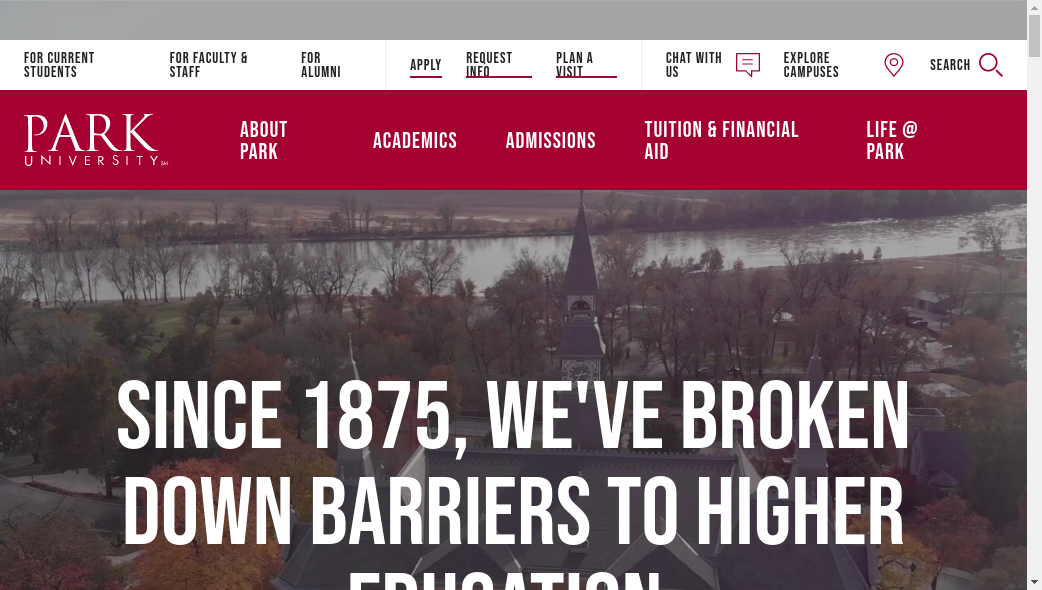 FOR CURRENT
STUDENTS
FOR FACULTY &
STAFF
FOR
ALUMNI
APPLY
REQUEST
INFO
PLAN A
VISIT
CHAT WITH
US
EXPLORE
CAMPUSES
SEARCH
PARK
UNIVERSITY SM
ABOUT
PARK
ACADEMICS
ADMISSIONS
TUITION & FINANCIAL
AID
LIFE @
PARK
SINCE 1875, WE'VE BROKEN
DOWN BARRIERS TO HIGHER
EDUCATION